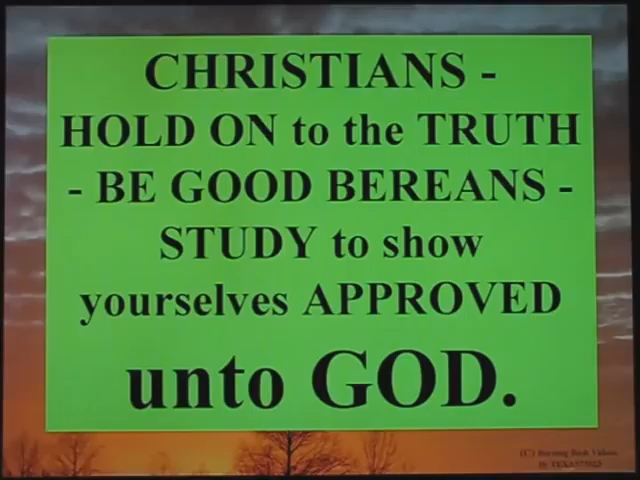 CHRISTIANS -
HOLD ON to the TRUTH
- BE GOOD BEREANS -
STUDY to show
yourselves APPROVED
unto GOD.